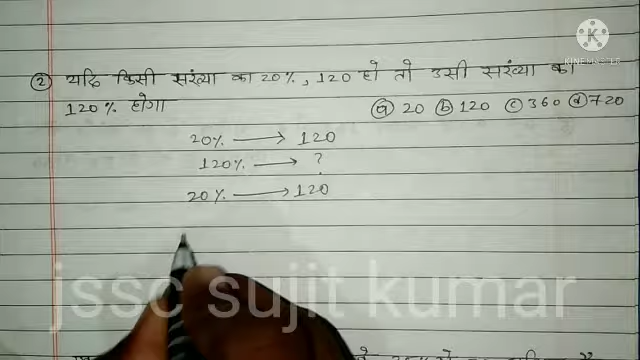 KINEMASTER
② यदि किसी संख्या का 20%, 120 हो तो उसी संख्या का
120% होगा ⓐ 20 ⓑ 120 ⓒ 360 ⓓ 720
20% → 120
120% → ?
20% → 120
jssc sujit kumar